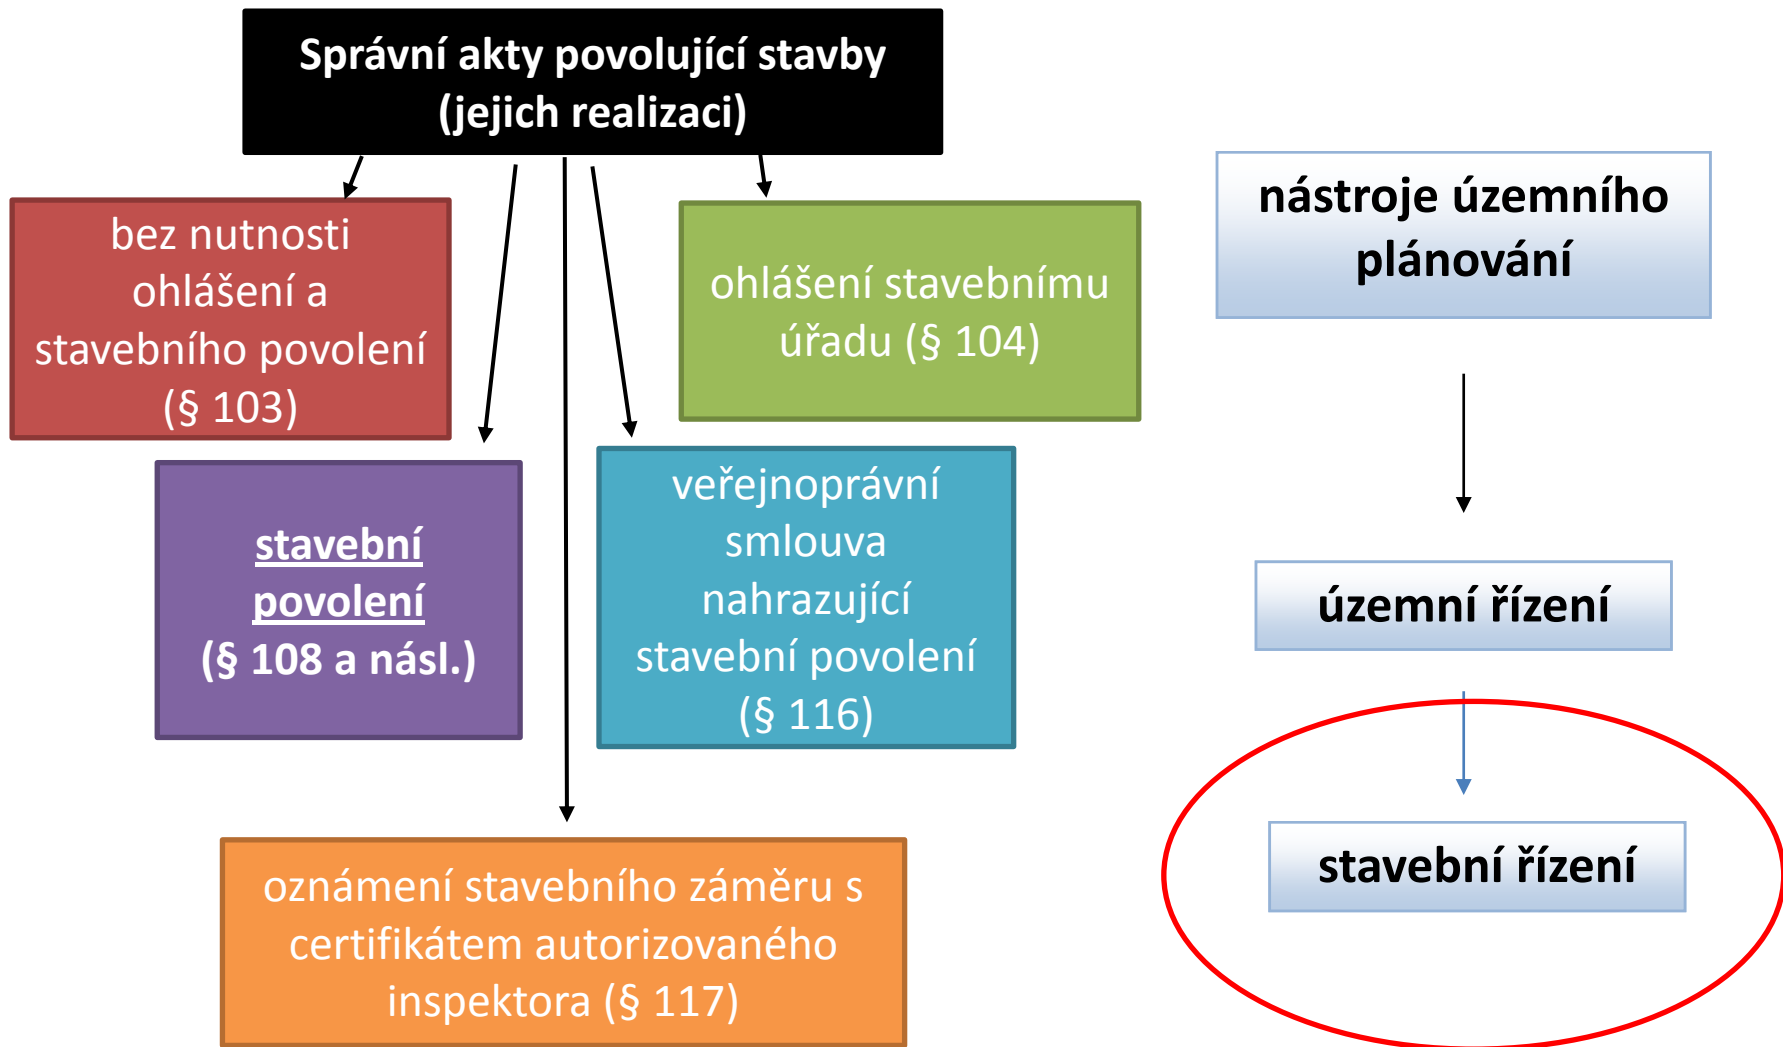 Správní akty povolující stavby
(jejich realizaci)
bez nutnosti
ohlášení a
stavebního povolení
(§ 103)
ohlášení stavebnímu
úřadu (§ 104)
stavební
povolení
(§ 108 a násl.)
veřejnoprávní
smlouva
nahrazující
stavební povolení
(§ 116)
oznámení stavebního záměru s
certifikátem autorizovaného
inspektora (§ 117)
nástroje územního
plánování
územní řízení
stavební řízení